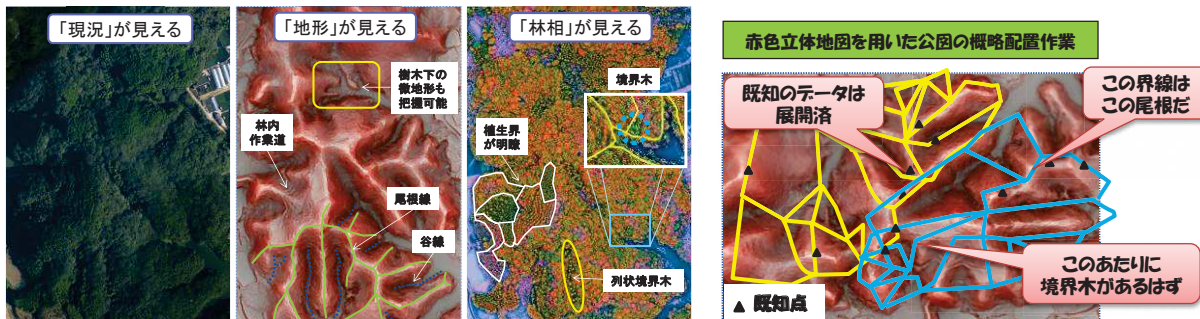 「現況」が見える
「地形」が見える
樹木下の
微地形も
把握可能
林内
作業道
尾根線
谷線
「林相」が見える
境界木
植生界
が明瞭
列状境界木
赤色立体地図を用いた公図の概略配置作業
既知のデータは
展開済
この界線は
この尾根だ
このあたりに
境界木があるはず
▲ 既知点